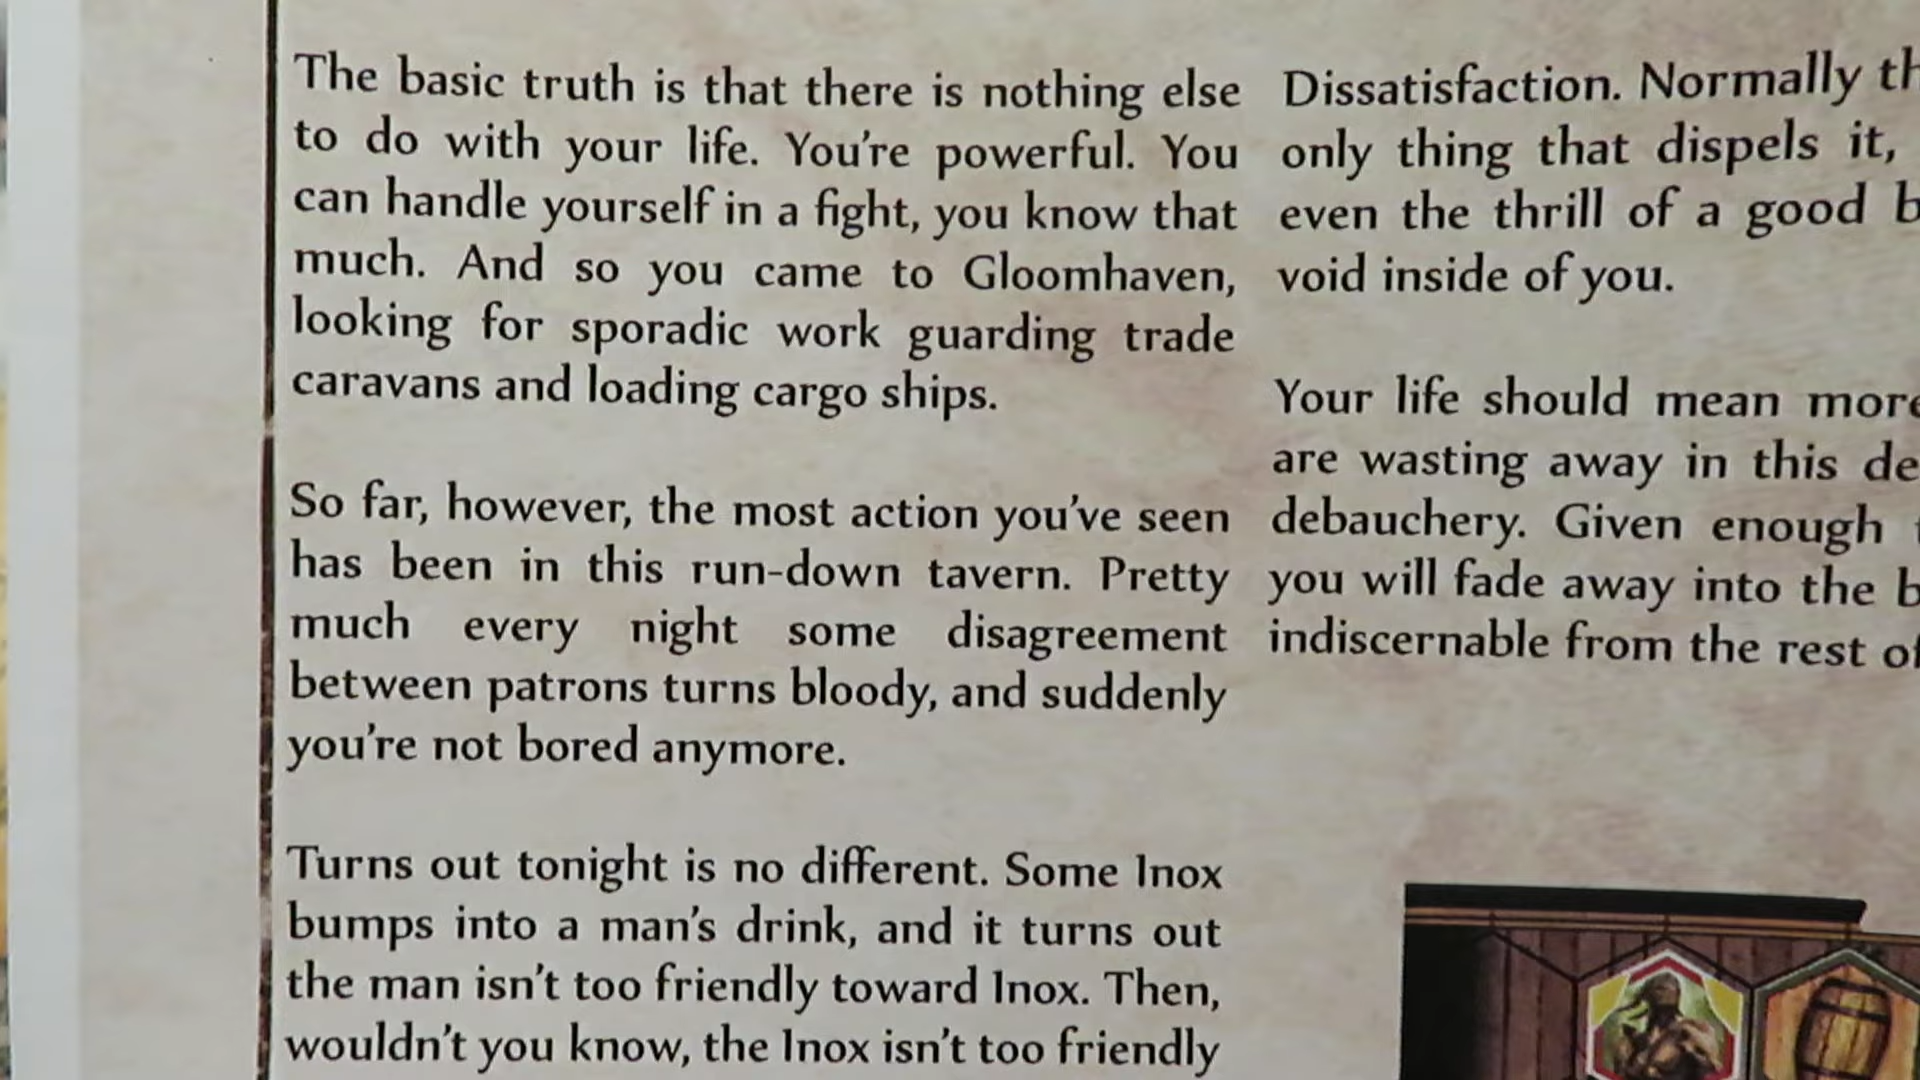 The basic truth is that there is nothing else
to do with your life. You're powerful. You
can handle yourself in a fight, you know that
much. And so you came to Gloomhaven,
looking for sporadic work guarding trade
caravans and loading cargo ships.
So far, however, the most action you've seen
has been in this run-down tavern. Pretty
much every night some disagreement
between patrons turns bloody, and suddenly
you're not bored anymore.
Turns out tonight is no different. Some Inox
bumps into a man's drink, and it turns out
the man isn't too friendly toward Inox. Then,
wouldn't you know, the Inox isn't too friendly
Dissatisfaction. Normally
only thing that dispels it,
even the thrill of a good
void inside of you.
Your life should mean more
are wasting away in this
debauchery. Given enough
you will fade away into the
indiscernable from the rest of